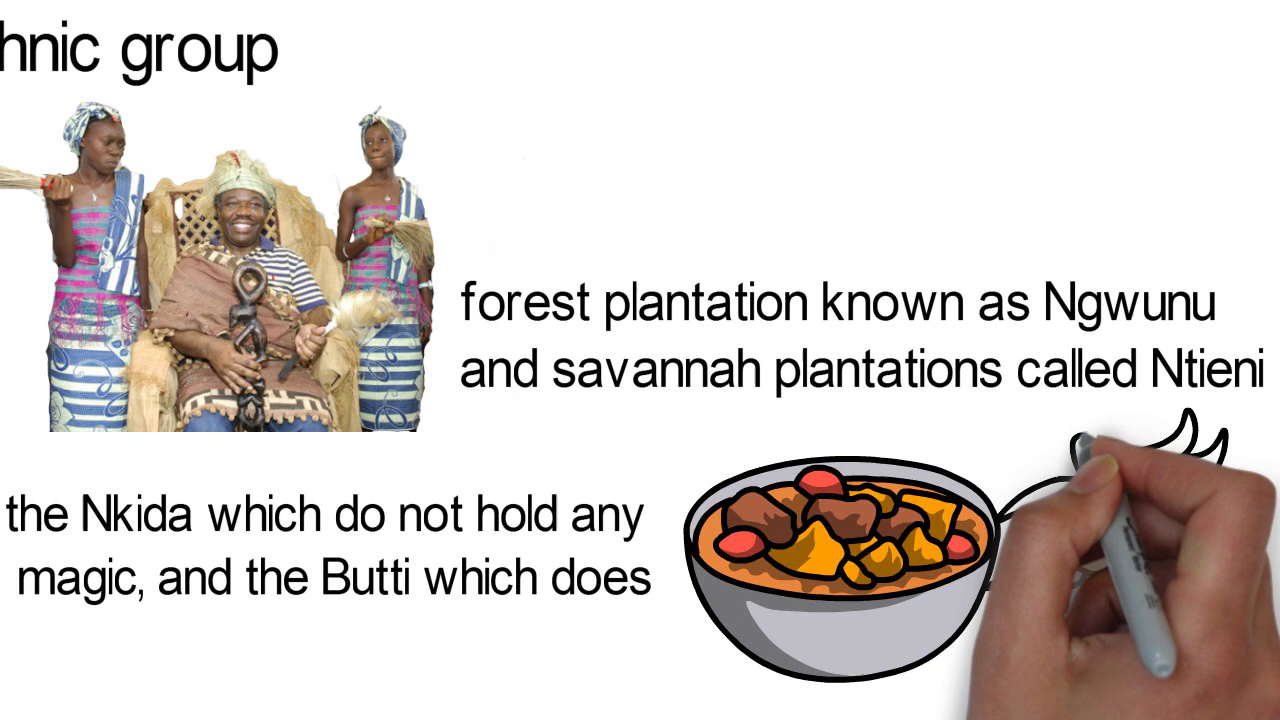 hnic group
forest plantation known as Ngwunu
and savannah plantations called Ntieni
the Nkida which do not hold any
magic, and the Butti which does